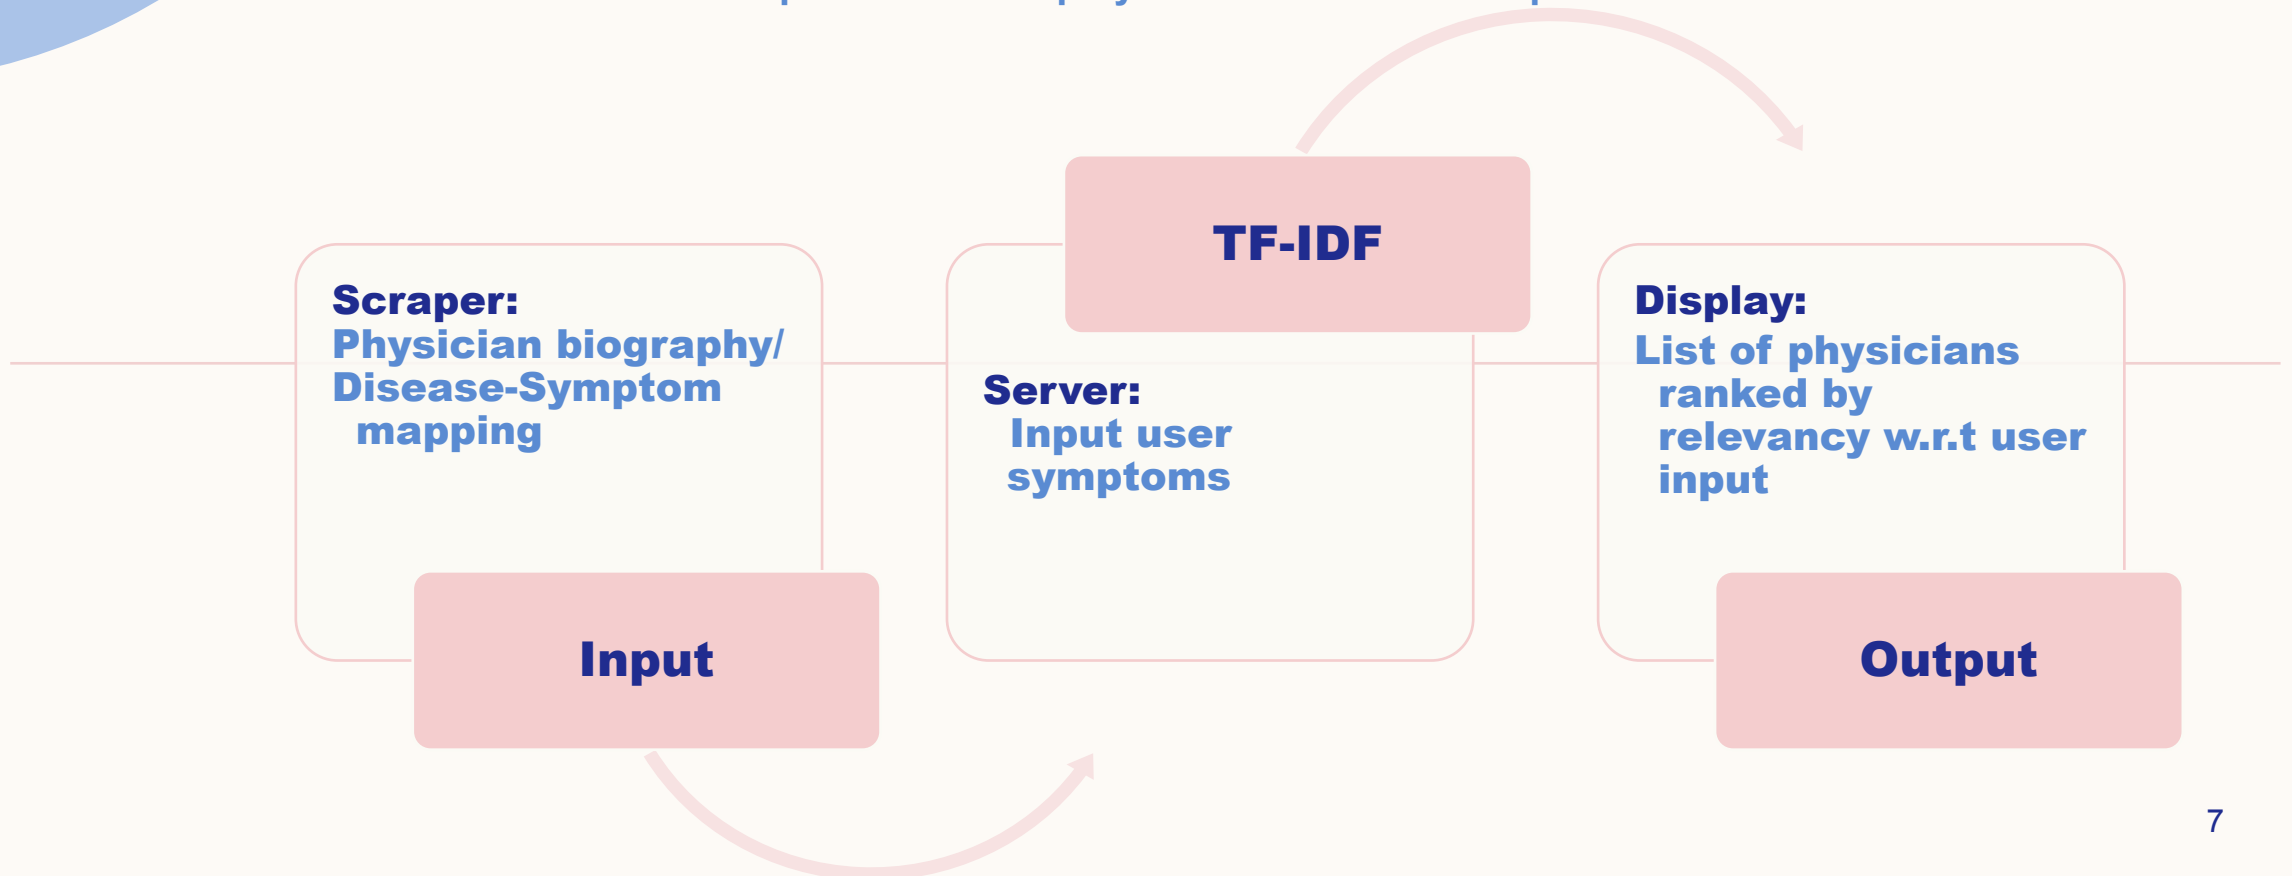 Scraper:
Physician biography/
Disease-Symptom
mapping
Input
TF-IDF
Server:
Input user
symptoms
Display:
List of physicians
ranked by
relevancy w.r.t user
input
Output
7